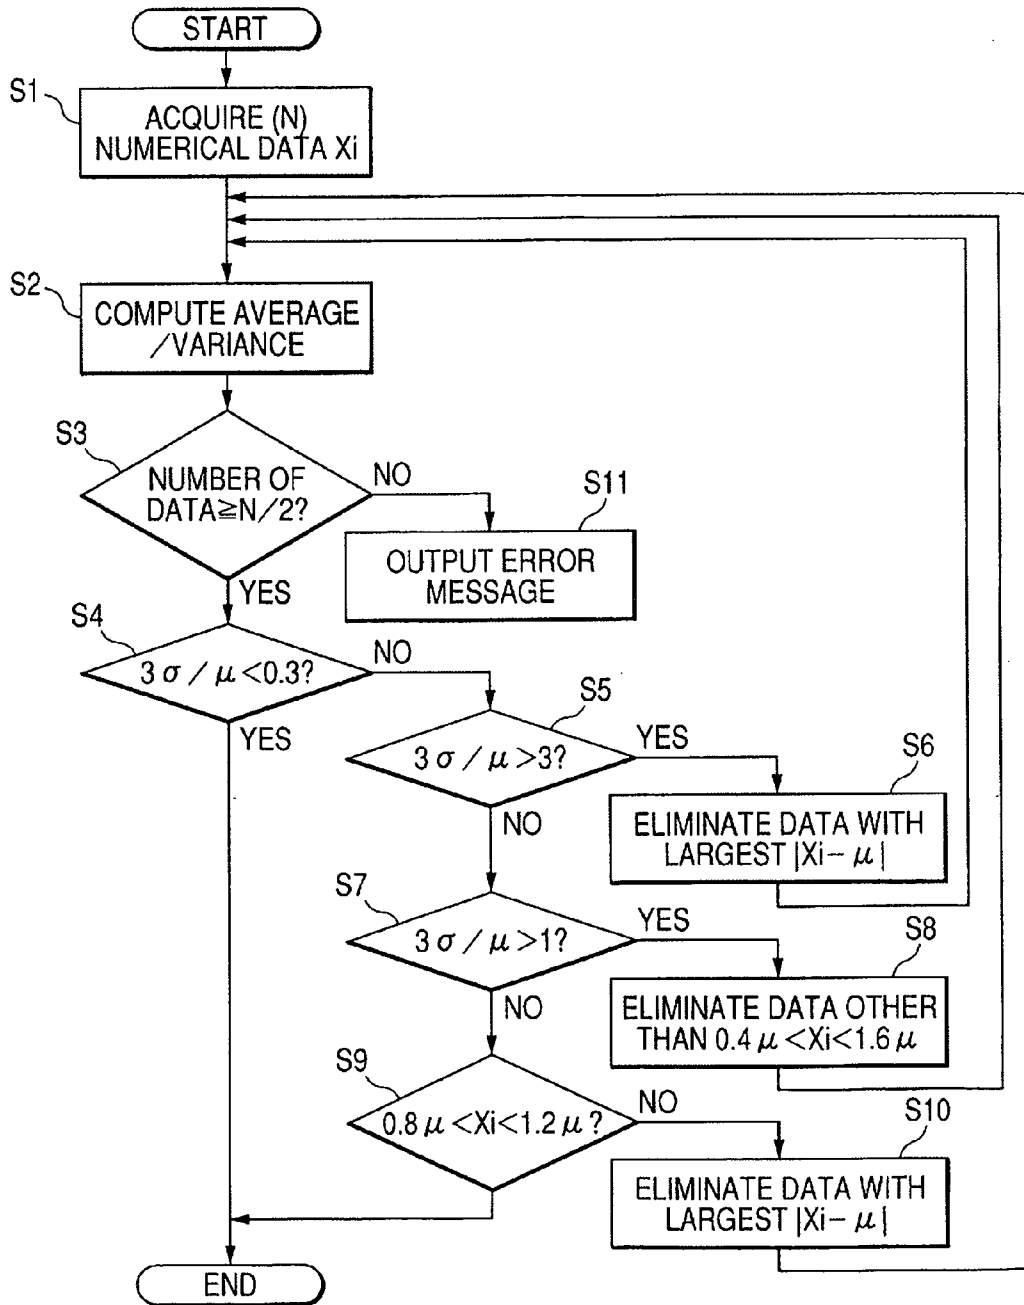 START
S1
ACQUIRE (N)
NUMERICAL DATA Xi
S2
COMPUTE AVERAGE
/VARIANCE
S3
NUMBER OF
DATA≧N/2?
NO
S11
OUTPUT ERROR
MESSAGE
YES
S4
3σ/μ<0.3?
NO
YES
S5
3σ/μ>3?
YES
S6
ELIMINATE DATA WITH
LARGEST |Xi-μ|
NO
S7
3σ/μ>1?
YES
S8
ELIMINATE DATA OTHER
THAN 0.4μ<Xi<1.6μ
NO
S9
0.8μ<Xi<1.2μ?
NO
S10
ELIMINATE DATA WITH
LARGEST |Xi-μ|
END